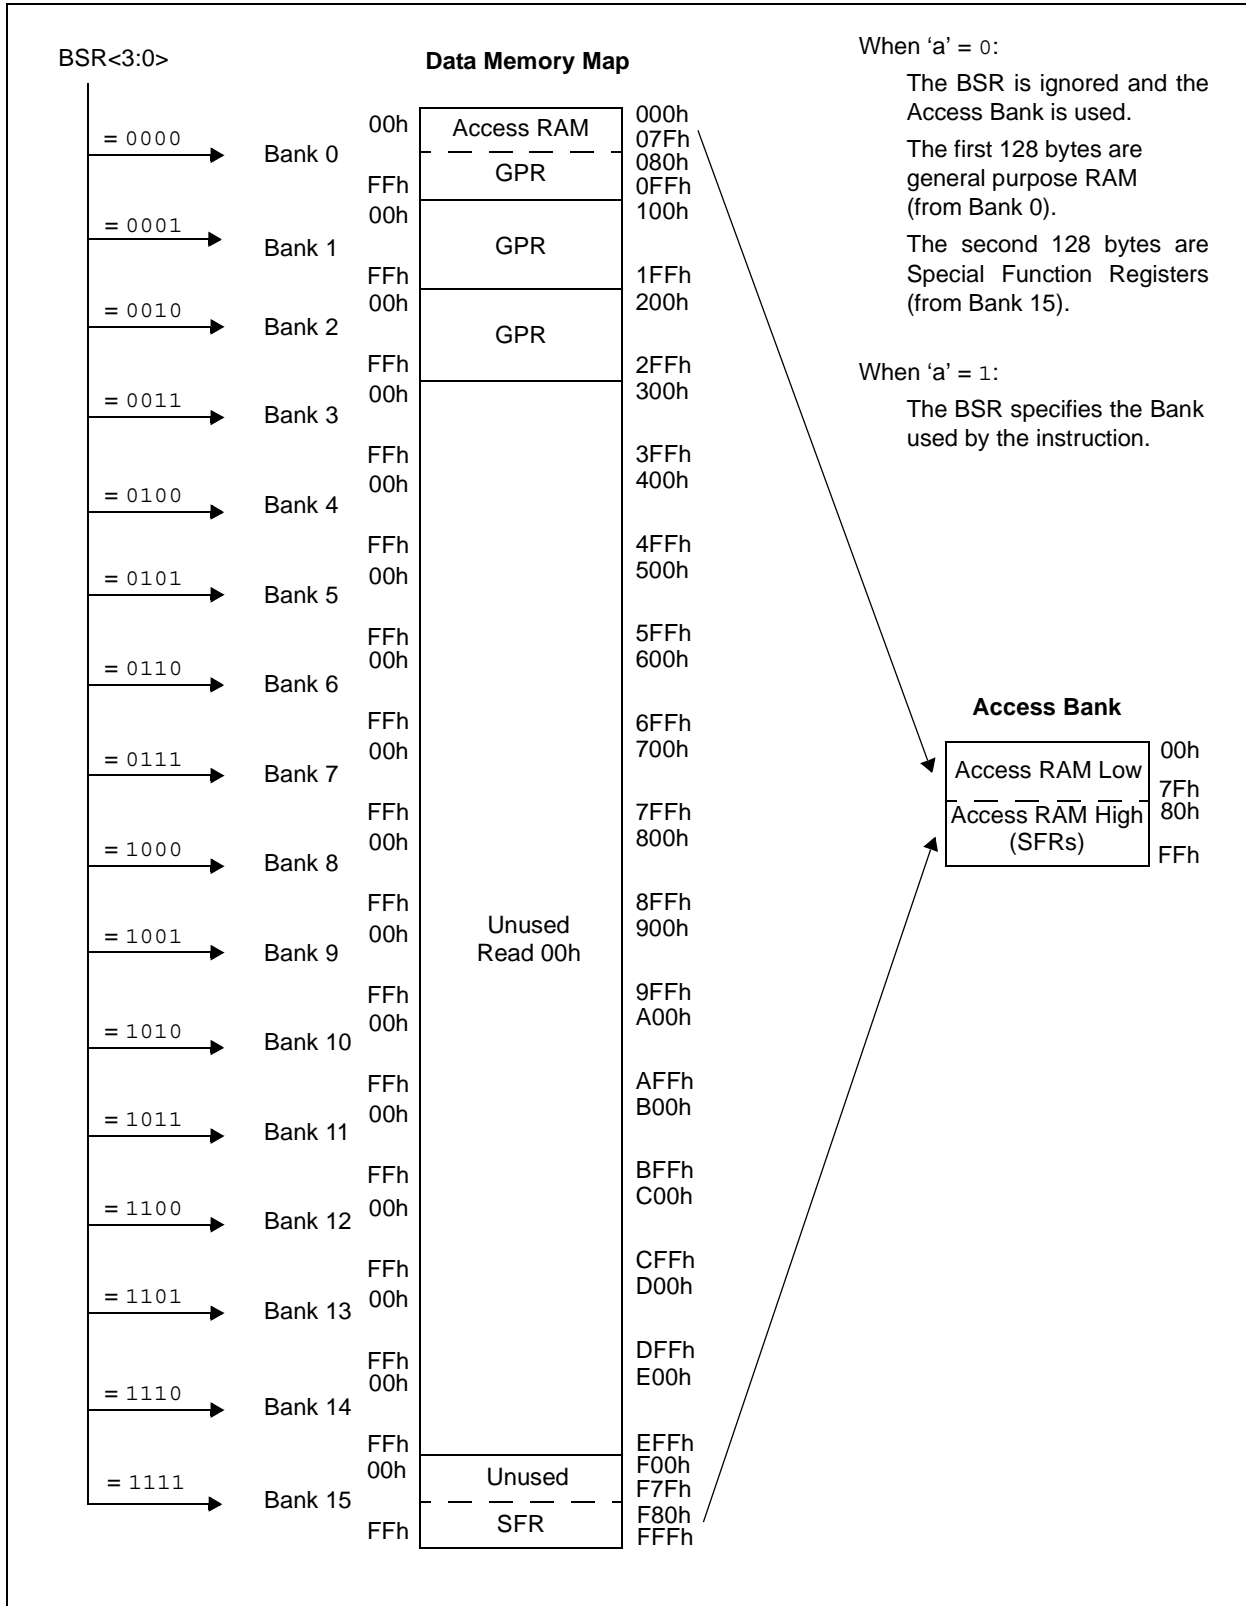 BSR<3:0>
Data Memory Map
When ‘a’ = 0:
The BSR is ignored and the
Access Bank is used.
The first 128 bytes are
general purpose RAM
(from Bank 0).
The second 128 bytes are
Special Function Registers
(from Bank 15).
When ‘a’ = 1:
The BSR specifies the Bank
used by the instruction.
= 0000
Bank 0
00h
FFh
Access RAM
GPR
000h
07Fh
080h
0FFh
= 0001
Bank 1
00h
FFh
GPR
100h
1FFh
= 0010
Bank 2
00h
FFh
GPR
200h
2FFh
= 0011
Bank 3
00h
FFh
300h
3FFh
= 0100
Bank 4
00h
FFh
400h
4FFh
= 0101
Bank 5
00h
FFh
500h
5FFh
= 0110
Bank 6
00h
FFh
600h
6FFh
= 0111
Bank 7
00h
FFh
700h
7FFh
= 1000
Bank 8
00h
FFh
800h
8FFh
= 1001
Bank 9
00h
FFh
Unused
Read 00h
900h
9FFh
= 1010
Bank 10
00h
FFh
A00h
AFFh
= 1011
Bank 11
00h
FFh
B00h
BFFh
= 1100
Bank 12
00h
FFh
C00h
CFFh
= 1101
Bank 13
00h
FFh
D00h
DFFh
= 1110
Bank 14
00h
FFh
E00h
EFFh
= 1111
Bank 15
00h
FFh
Unused
SFR
F00h
F7Fh
F80h
FFFh
Access Bank
Access RAM Low
Access RAM High
(SFRs)
00h
7Fh
80h
FFh